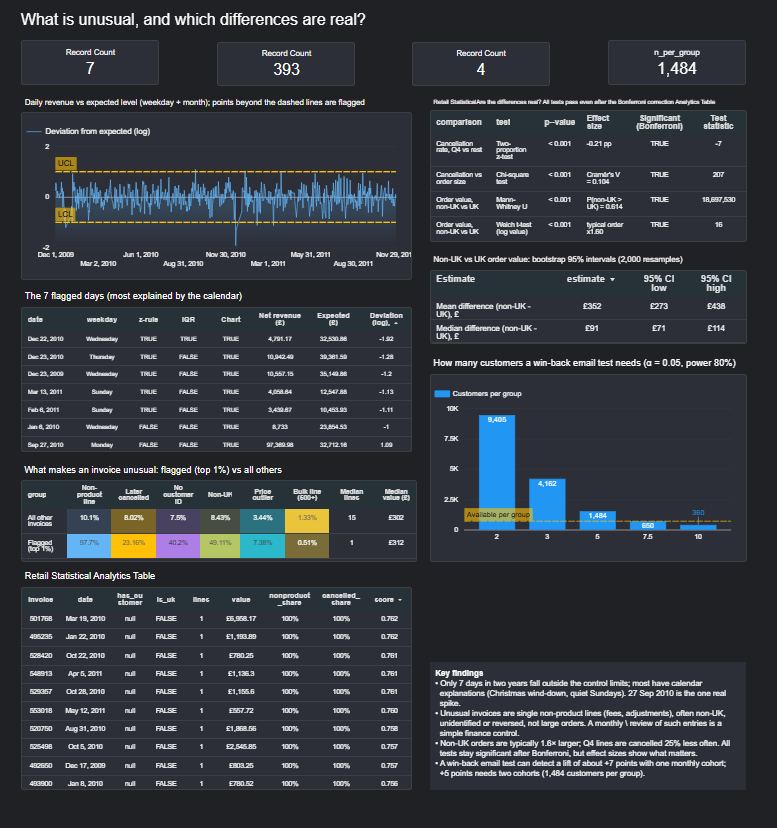 What is unusual, and which differences are real?
Record Count
7
Record Count
393
Record Count
4
n_per_group
1,484
Daily revenue vs expected level (weekday + month); points beyond the dashed lines are flagged
Deviation from expected (log)
2
UCL
0
LCL
-2
Dec 1, 2009 Jun 1, 2010 Nov 30, 2010 May 31, 2011 Nov 29, 201
Mar 2, 2010 Aug 31, 2010 Mar 1, 2011 Aug 30, 2011
Retail StatisticalAre the differences real? All tests pass even after the Bonferroni correction Analytics Table
comparison test p-value Effect size Significant (Bonferroni) Test statistic
Cancellation rate, Q4 vs rest Two-proportion z-test < 0.001 -0.21 pp TRUE -7
Cancellation vs order size Chi-square test < 0.001 Cramér's V = 0.104 TRUE 207
Order value, non-UK vs UK Mann-Whitney U < 0.001 P(non-UK > UK) = 0.614 TRUE 18,697,530
Order value, non-UK vs UK Welch t-test (log value) < 0.001 typical order x1.60 TRUE 16
Non-UK vs UK order value: bootstrap 95% intervals (2,000 resamples)
Estimate estimate 95% CI low 95% CI high
Mean difference (non-UK - UK), £ £352 £273 £438
Median difference (non-UK - UK), £ £91 £71 £114
The 7 flagged days (most explained by the calendar)
date weekday z-rule IQR Chart Net revenue (£) Expected (£) Deviation (log),
Dec 22, 2010 Wednesday TRUE TRUE TRUE 4,791.17 32,530.86 -1.92
Dec 23, 2010 Thursday TRUE FALSE TRUE 10,942.49 39,361.59 -1.28
Dec 23, 2009 Wednesday TRUE FALSE TRUE 10,557.15 35,149.86 -1.2
Mar 13, 2011 Sunday TRUE FALSE TRUE 4,058.64 12,547.88 -1.13
Feb 6, 2011 Sunday TRUE FALSE TRUE 3,439.67 10,453.93 -1.11
Jan 6, 2010 Wednesday FALSE FALSE TRUE 8,733 23,854.53 -1
Sep 27, 2010 Monday FALSE FALSE TRUE 97,369.98 32,712.16 1.09
How many customers a win-back email test needs (α = 0.05, power 80%)
Customers per group
10K
7.5K
5K
2.5K
0
9,405
4,162
1,484
650
360
Available per group
2 3 5 7.5 10
What makes an invoice unusual: flagged (top 1%) vs all others
group Non-product line Later cancelled No customer ID Non-UK Price outlier Bulk line (500+) Median lines Median value (£)
All other invoices 10.1% 8.02% 7.5% 8.43% 3.44% 1.33% 15 £302
Flagged (top 1%) 97.7% 23.16% 40.2% 49.11% 7.38% 0.51% 1 £312
Retail Statistical Analytics Table
invoice date has_customer is_uk lines value nonproduct_share cancelled_share score
501768 Mar 19, 2010 null FALSE 1 £6,958.17 100% 100% 0.762
495235 Jan 22, 2010 null FALSE 1 £1,193.89 100% 100% 0.762
528420 Oct 22, 2010 null FALSE 1 £780.25 100% 100% 0.761
548913 Apr 5, 2011 null FALSE 1 £1,136.3 100% 100% 0.761
529357 Oct 28, 2010 null FALSE 1 £1,155.6 100% 100% 0.761
553018 May 12, 2011 null FALSE 1 £557.72 100% 100% 0.760
520750 Aug 31, 2010 null FALSE 1 £1,868.56 100% 100% 0.758
525498 Oct 5, 2010 null FALSE 1 £2,545.85 100% 100% 0.757
492650 Dec 17, 2009 null FALSE 1 £803.25 100% 100% 0.757
493900 Jan 8, 2010 null FALSE 1 £780.52 100% 100% 0.756
Key findings
• Only 7 days in two years fall outside the control limits; most have calendar
explanations (Christmas wind-down, quiet Sundays). 27 Sep 2010 is the one real
spike.
• Unusual invoices are single non-product lines (fees, adjustments), often non-UK,
unidentified or reversed, not large orders. A monthly \ review of such entries is a
simple finance control.
• Non-UK orders are typically 1.6× larger; Q4 lines are cancelled 25% less often. All
tests stay significant after Bonferroni, but effect sizes show what matters.
• A win-back email test can detect a lift of about +7 points with one monthly cohort;
+5 points needs two cohorts (1,484 customers per group).